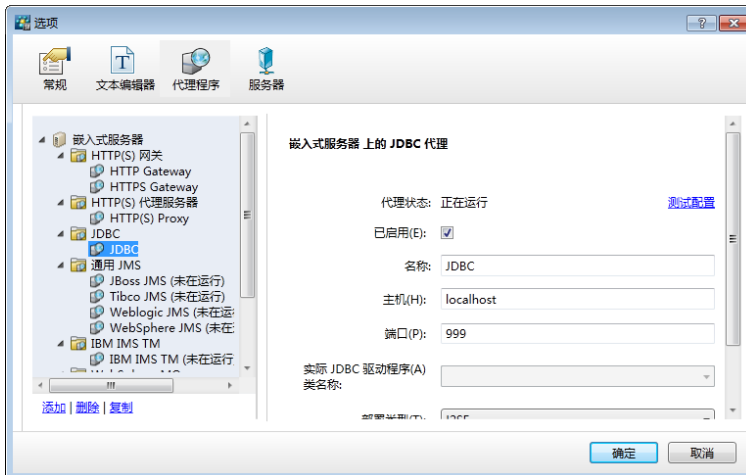 选项
常规
文本编辑器
代理程序
服务器
嵌入式服务器
HTTP(S) 网关
HTTP Gateway
HTTPS Gateway
HTTP(S) 代理服务器
HTTP(S) Proxy
JDBC
JDBC
通用 JMS
JBoss JMS (未在运行)
Tibco JMS (未在运行)
Weblogic JMS (未在运
WebSphere JMS (未在
IBM IMS TM
IBM IMS TM (未在运行
添加 | 删除 | 复制
嵌入式服务器 上的 JDBC 代理
代理状态: 正在运行
测试配置
已启用(E):
名称: JDBC
主机(H): localhost
端口(P): 999
实际 JDBC 驱动程序(A)
类名称:
确定
取消